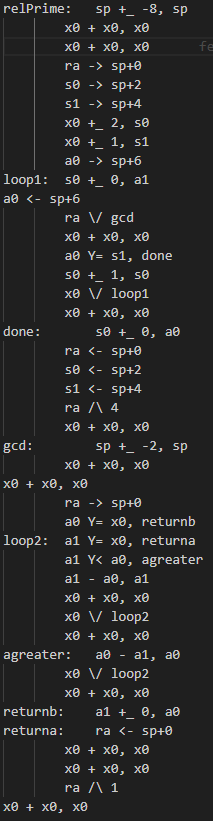 relPrime:   sp +_ -8, sp
        x0 + x0, x0
        x0 + x0, x0
        ra -> sp+0
        s0 -> sp+2
        s1 -> sp+4
        x0 +_ 2, s0
        x0 +_ 1, s1
        a0 -> sp+6
loop1:  s0 +_ 0, a1
a0 <- sp+6
        ra \/ gcd
        x0 + x0, x0
        a0 Y= s1, done
        s0 +_ 1, s0
        x0 \/ loop1
        x0 + x0, x0
done:       s0 +_ 0, a0
        ra <- sp+0
        s0 <- sp+2
        s1 <- sp+4
        ra /\ 4
        x0 + x0, x0
gcd:        sp +_ -2, sp
        x0 + x0, x0
x0 + x0, x0
        ra -> sp+0
        a0 Y= x0, returnb
loop2:  a1 Y= x0, returna
        a1 Y< a0, agreater
        a1 - a0, a1
        x0 + x0, x0
        x0 \/ loop2
        x0 + x0, x0
agreater:   a0 - a1, a0
        x0 \/ loop2
        x0 + x0, x0
returnb:    a1 +_ 0, a0
returna:    ra <- sp+0
        x0 + x0, x0
        x0 + x0, x0
        ra /\ 1
x0 + x0, x0